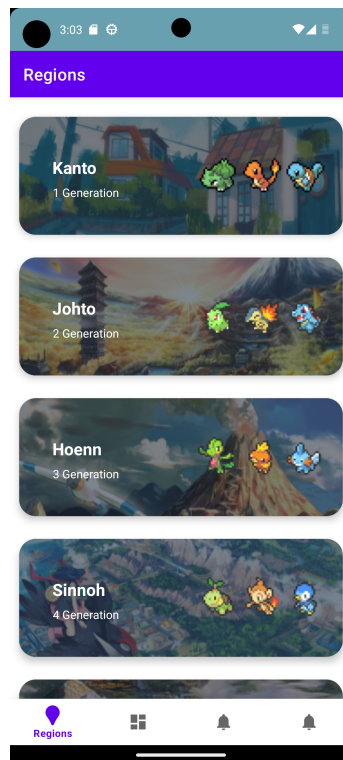 3:03
Regions
Kanto
1 Generation
Johto
2 Generation
Hoenn
3 Generation
Sinnoh
4 Generation
Regions